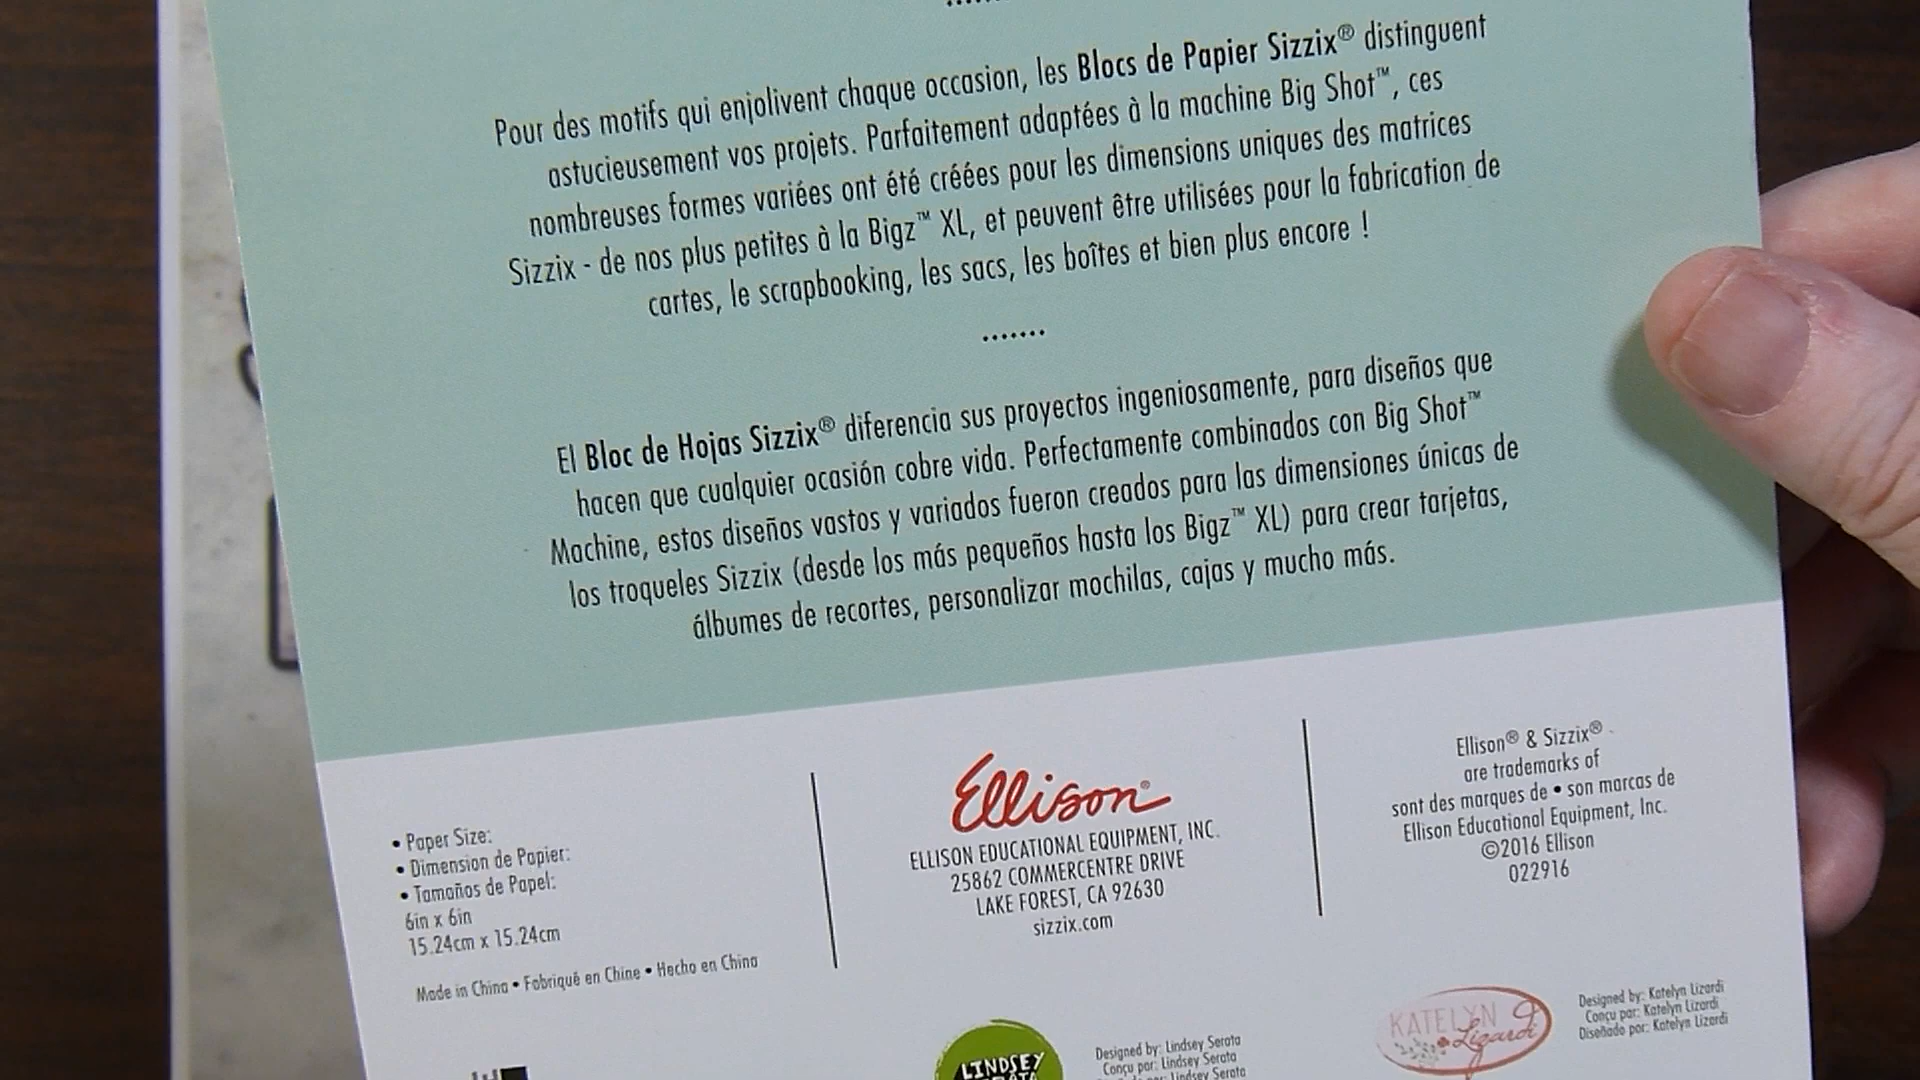 Pour des motifs qui enjolivent chaque occasion, les Blocs de Papier Sizzix® distinguent
astucieusement vos projets. Parfaitement adaptées à la machine Big Shot™, ces
nombreuses formes variées ont été créées pour les dimensions uniques des matrices
Sizzix - de nos plus petites à la Bigz™ XL, et peuvent être utilisées pour la fabrication de
cartes, le scrapbooking, les sacs, les boîtes et bien plus encore !
El Bloc de Hojas Sizzix® diferencia sus proyectos ingeniosamente, para diseños que
hacen que cualquier ocasión cobre vida. Perfectamente combinados con Big Shot™
Machine, estos diseños vastos y variados fueron creados para las dimensiones únicas de
los troqueles Sizzix (desde los más pequeños hasta los Bigz™ XL) para crear tarjetas,
álbumes de recortes, personalizar mochilas, cajas y mucho más.
• Paper Size:
• Dimension de Papier:
• Tamaños de Papel:
6in x 6in
15.24cm x 15.24cm
Made in China • Fabriqué en Chine • Hecho en China
Ellison®
ELLISON EDUCATIONAL EQUIPMENT, INC.
25862 COMMERCENTRE DRIVE
LAKE FOREST, CA 92630
sizzix.com
Ellison® & Sizzix®
are trademarks of
sont des marques de • son marcas de
Ellison Educational Equipment, Inc.
©2016 Ellison
022916
LINDSEY
Designed by: Lindsey Serata
Conçu par: Lindsey Serata
Lindsey Serata
KATELYN
Lizardi
Designed by: Katelyn Lizardi
Conçu par: Katelyn Lizardi
Diseñado por: Katelyn Lizardi